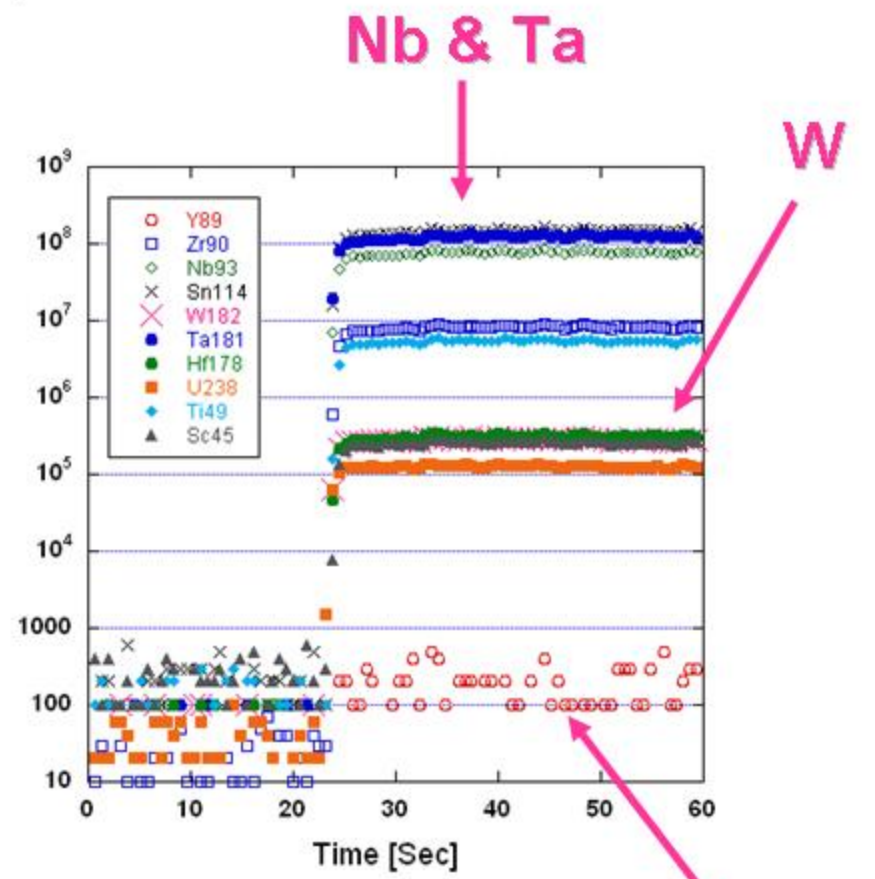 Nb & Ta
W
10⁹
10⁸
10⁷
10⁶
10⁵
10⁴
1000
100
10
Y89
Zr90
Nb93
Sn114
W182
Ta181
Hf178
U238
Ti49
Sc45
0 10 20 30 40 50 60
Time [Sec]